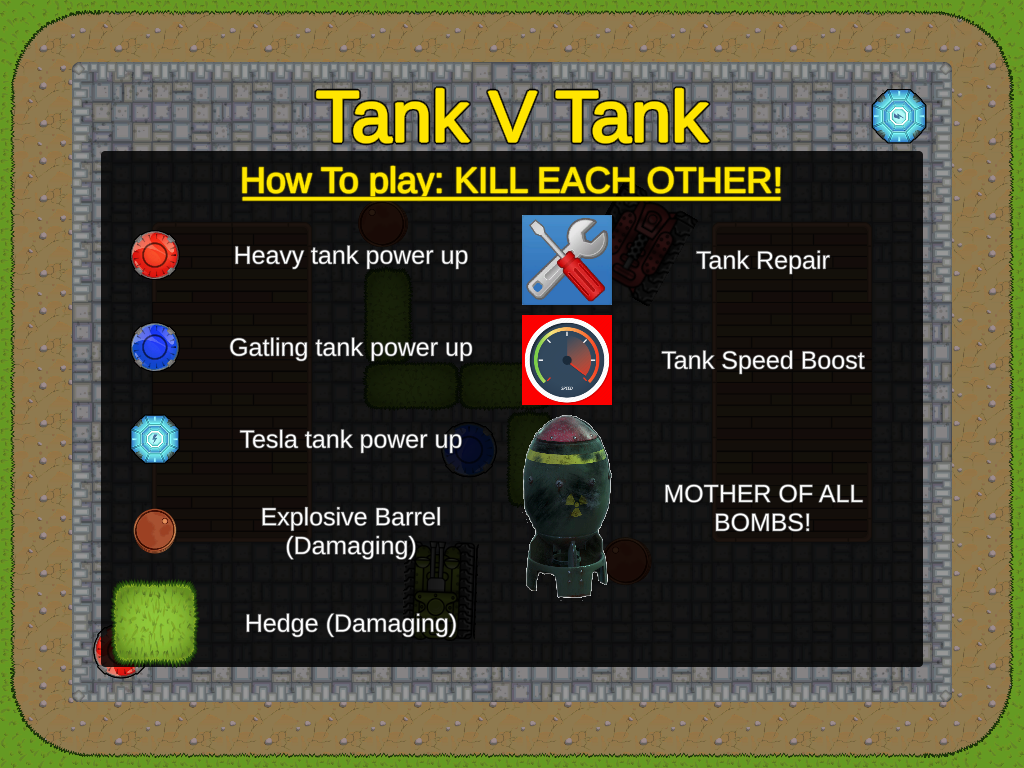 Tank V Tank
How To play: KILL EACH OTHER!
Heavy tank power up
Gatling tank power up
Tesla tank power up
Explosive Barrel
(Damaging)
Hedge (Damaging)
Tank Repair
SPEED
Tank Speed Boost
MOTHER OF ALL
BOMBS!